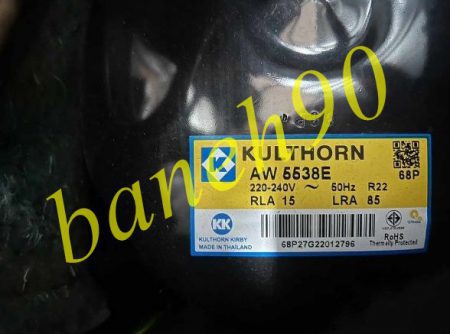 baneh90
KULTHORN
AW 5538E
68P
220-240V ~ 50Hz R22
RLA 15 LRA 85
KK
KULTHORN KIRBY
MADE IN THAILAND
68P27G22012796
RoHS
Thermally Protected